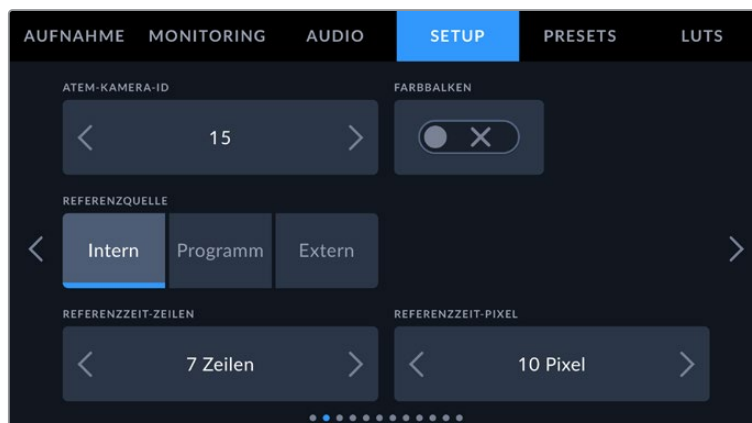 AUFNAHME MONITORING AUDIO SETUP PRESETS LUTS
ATEM-KAMERA-ID FARBBALKEN
15
REFERENZQUELLE
Intern Programm Extern
REFERENZZEIT-ZEILEN REFERENZZEIT-PIXEL
7 Zeilen 10 Pixel